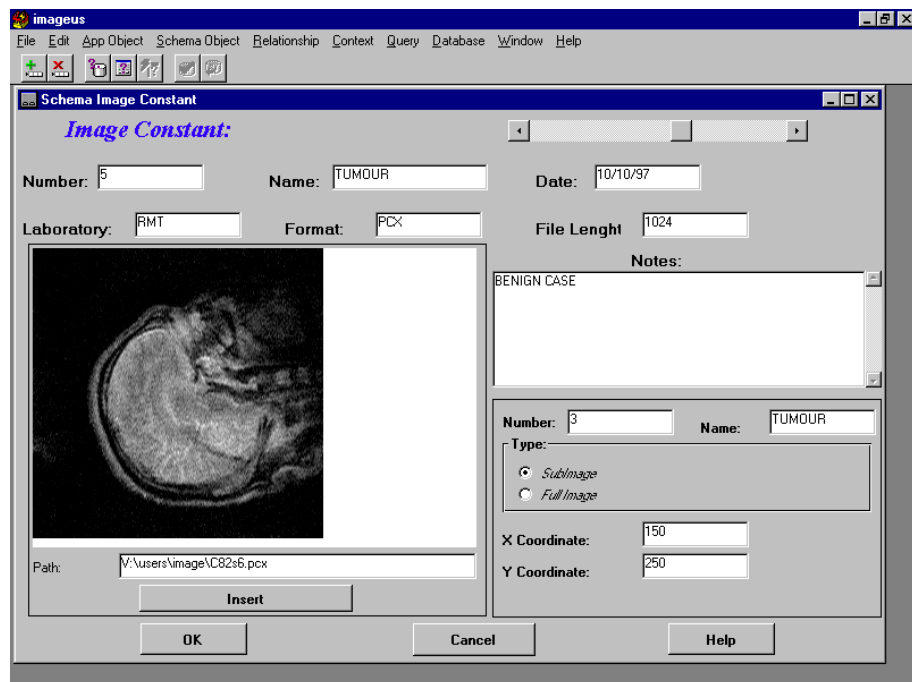 imageus
File Edit App Object Schema Object Relationship Context Query Database Window Help
Schema Image Constant
Image Constant:
Number: 5 Name: TUMOUR Date: 10/10/97
Laboratory: RMT Format: PCX File Lenght 1024
Notes:
BENIGN CASE
Number: 3 Name: TUMOUR
Type:
SubImage
Full Image
X Coordinate: 150
Y Coordinate: 250
Path: V:\users\image\C82s6.pcx
Insert
OK Cancel Help